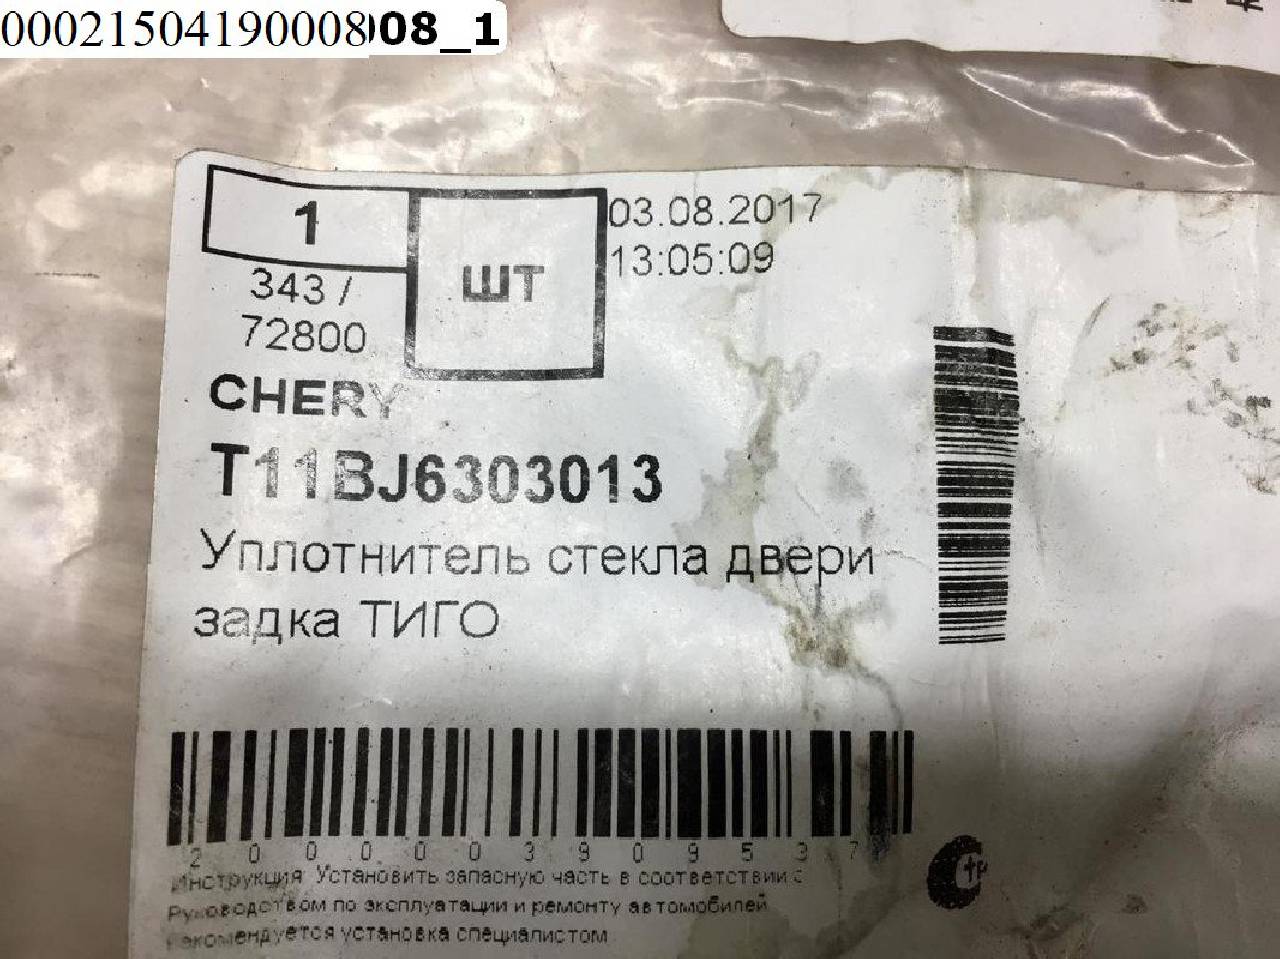 00021504190008
08_1
1
ШТ
03.08.2017
13:05:09
343 /
72800
CHERY
T11BJ6303013
Уплотнитель стекла двери
задка ТИГО
2 0 0 0 0 0 3 9 0 9 5 3 7
Инструкция: Установить запасную часть в соответствии с
Руководством по эксплуатации и ремонту автомобилей
Рекомендуется установка специалистом